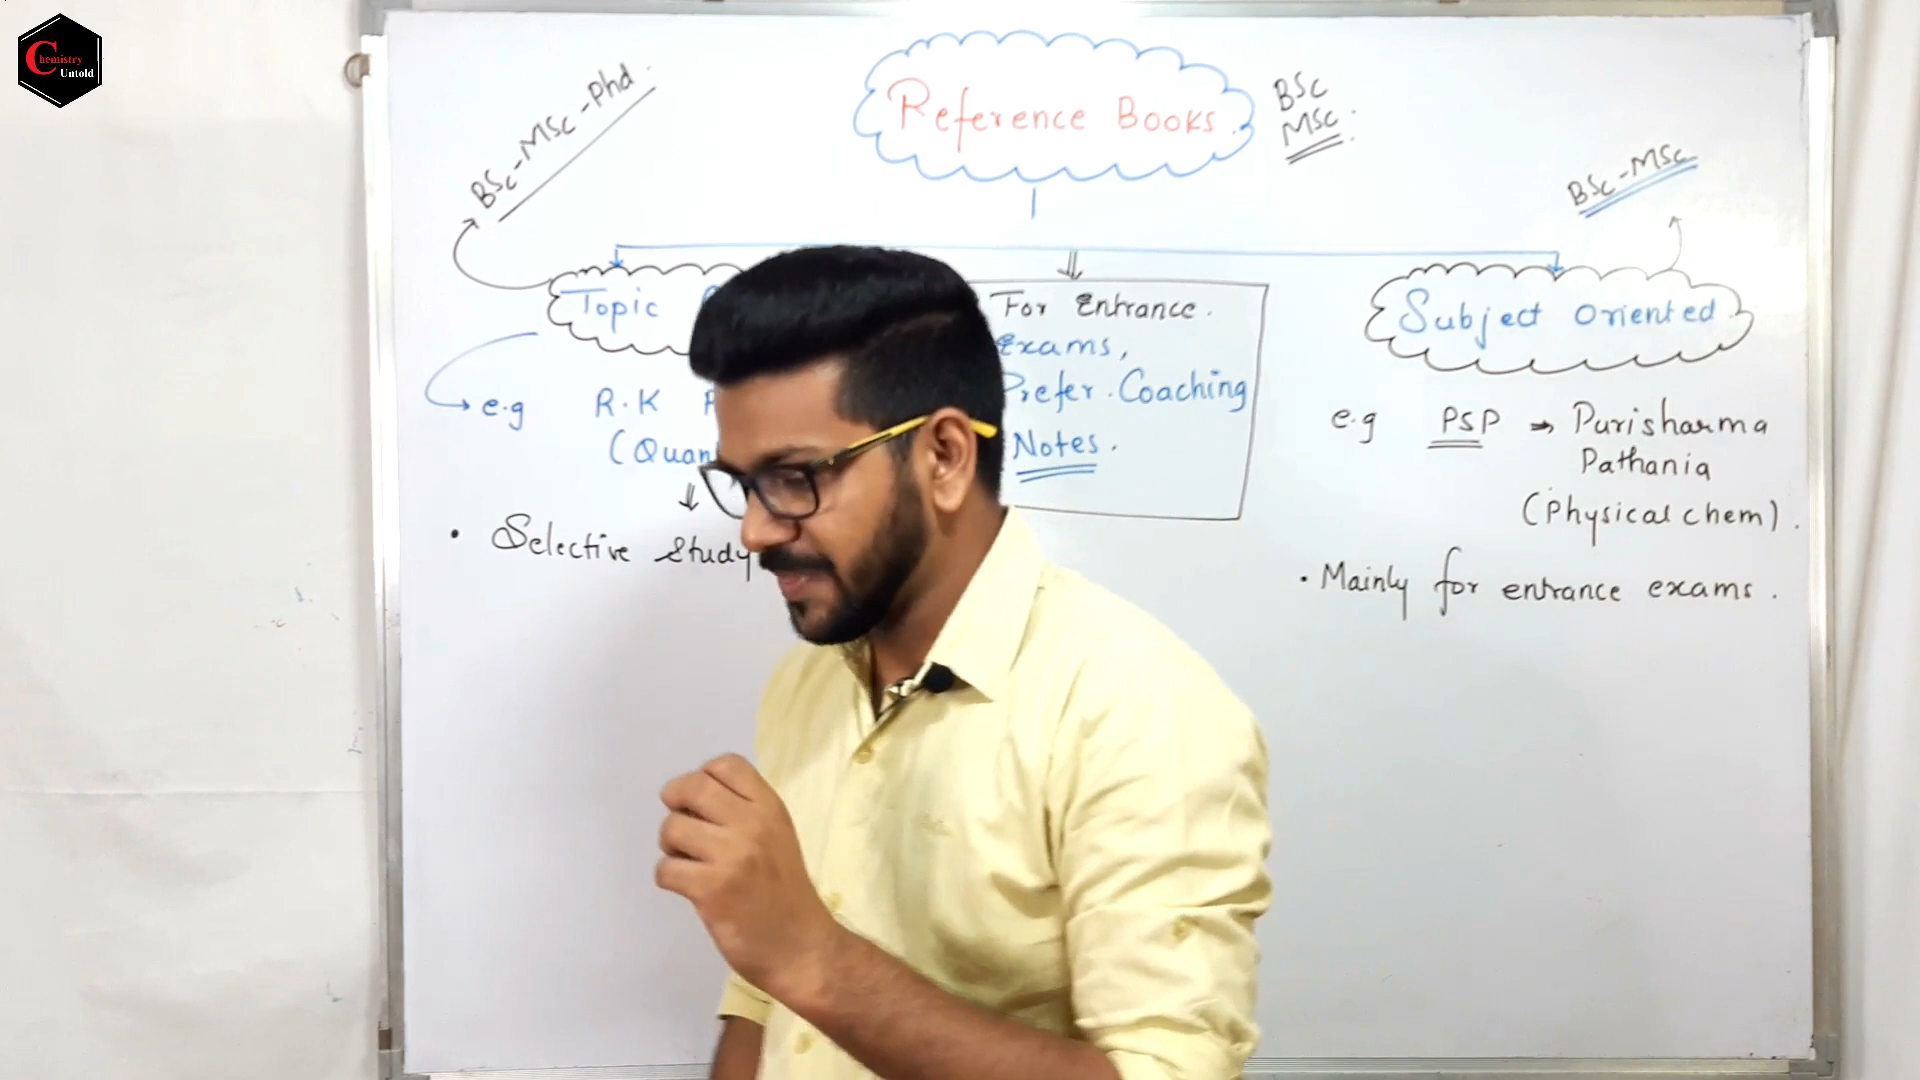 Chemistry
Untold
BSc-MSc-Phd.
Reference Books.
BSc
MSc.
BSc-MSc
Topic
For Entrance.
Exams,
Prefer. Coaching
Notes.
Subject Oriented.
e.g R.K
(Quan
• Selective Study
e.g PSP → Purisharma
Pathania
(Physical chem).
• Mainly for entrance exams.